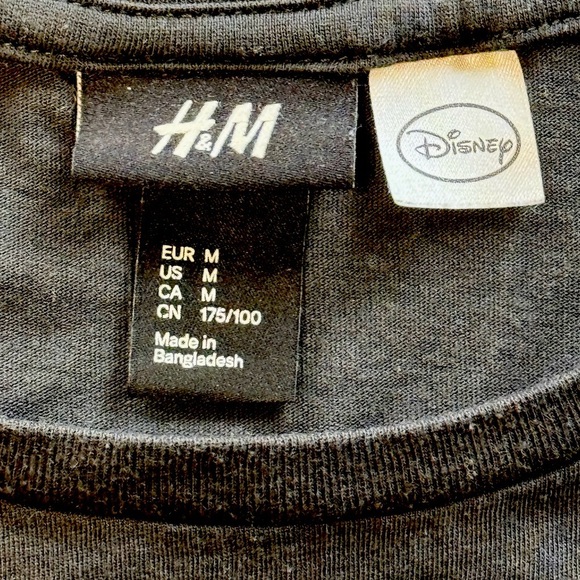 H&M
Disney
EUR M
US M
CA M
CN 175/100
Made in
Bangladesh